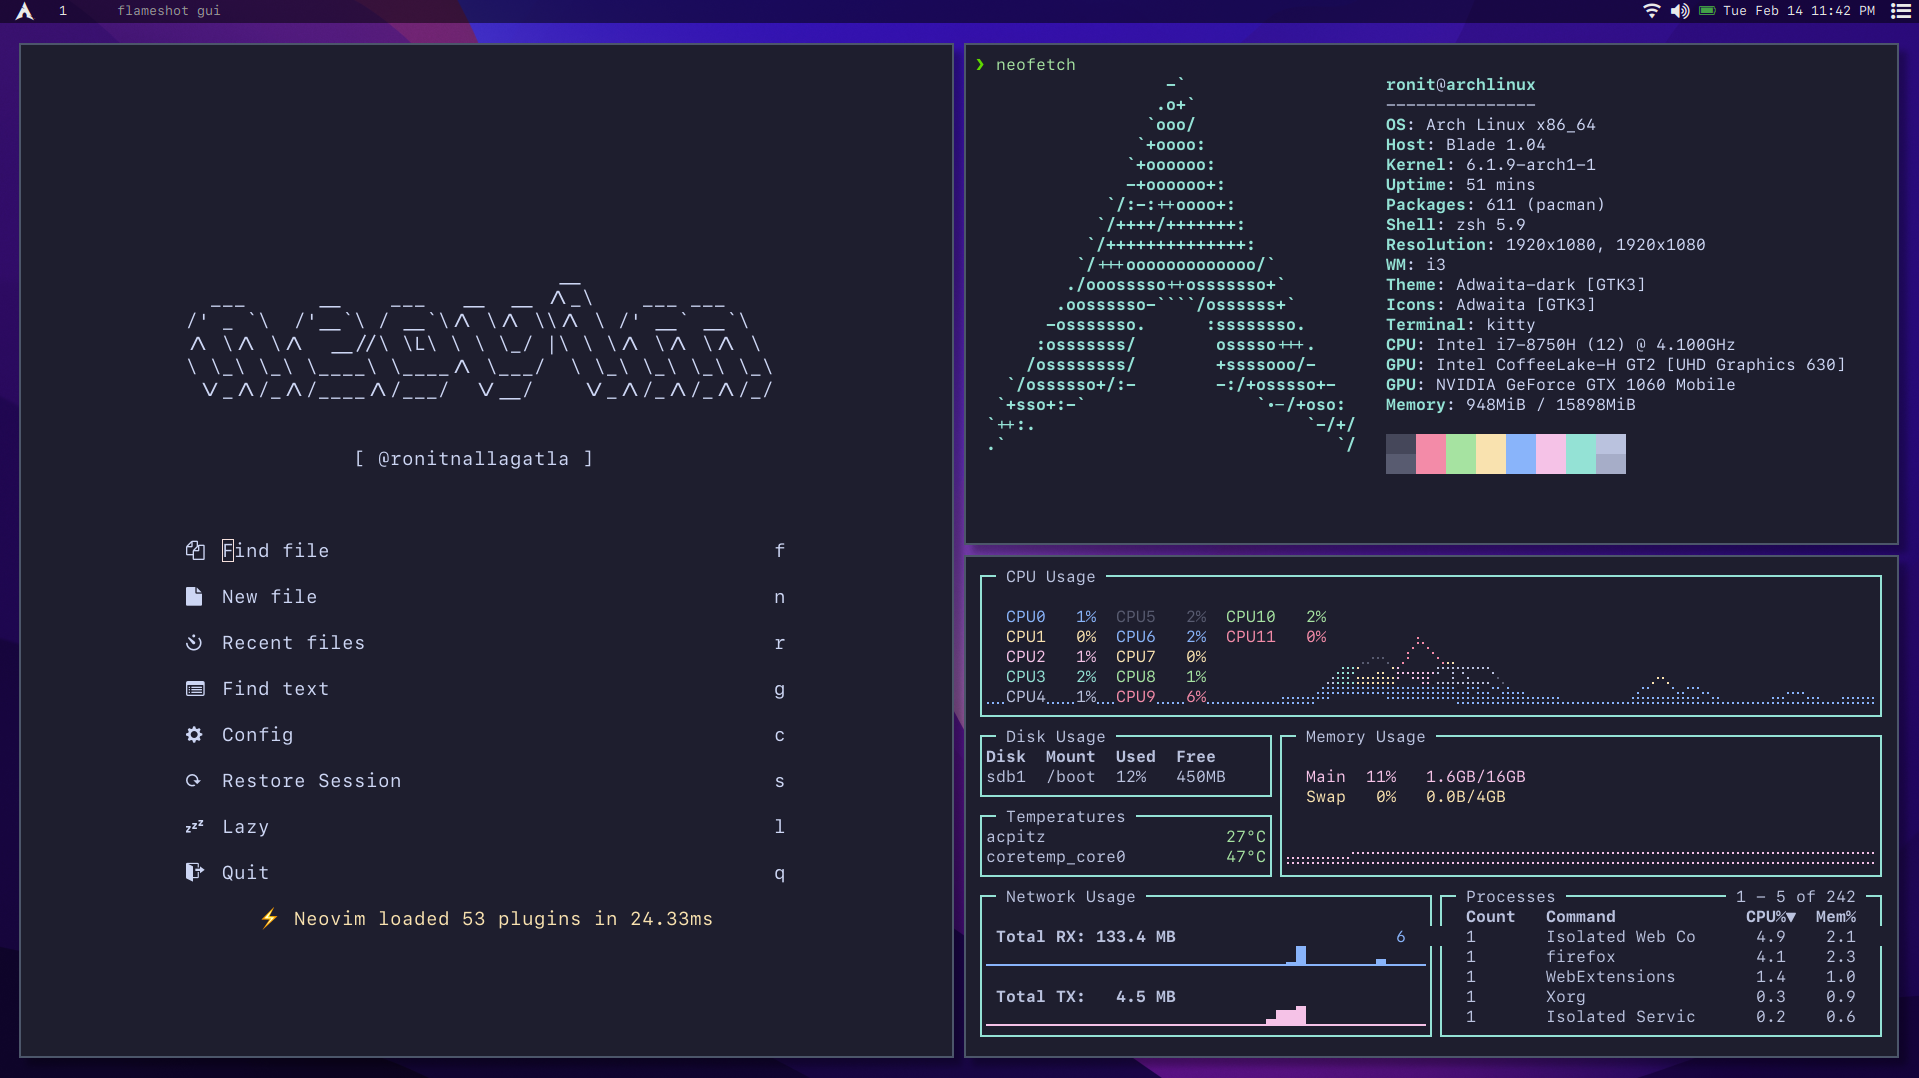 1 flameshot gui
Tue Feb 14 11:42 PM
[ @ronitnallagatla ]
Find file f
New file n
Recent files r
Find text g
Config c
Restore Session s
Lazy l
Quit q
⚡ Neovim loaded 53 plugins in 24.33ms
❯ neofetch
ronit@archlinux
---------------
OS: Arch Linux x86_64
Host: Blade 1.04
Kernel: 6.1.9-arch1-1
Uptime: 51 mins
Packages: 611 (pacman)
Shell: zsh 5.9
Resolution: 1920x1080, 1920x1080
WM: i3
Theme: Adwaita-dark [GTK3]
Icons: Adwaita [GTK3]
Terminal: kitty
CPU: Intel i7-8750H (12) @ 4.100GHz
GPU: Intel CoffeeLake-H GT2 [UHD Graphics 630]
GPU: NVIDIA GeForce GTX 1060 Mobile
Memory: 948MiB / 15898MiB
CPU Usage
CPU0 1% CPU5 2% CPU10 2%
CPU1 0% CPU6 2% CPU11 0%
CPU2 1% CPU7 0%
CPU3 2% CPU8 1%
CPU4 1% CPU9 6%
Disk Usage
Disk Mount Used Free
sdb1 /boot 12% 450MB
Temperatures
acpitz 27°C
coretemp_core0 47°C
Memory Usage
Main 11% 1.6GB/16GB
Swap 0% 0.0B/4GB
Network Usage
Total RX: 133.4 MB 6
Total TX: 4.5 MB
Processes 1 - 5 of 242
Count Command CPU%▼ Mem%
1 Isolated Web Co 4.9 2.1
1 firefox 4.1 2.3
1 WebExtensions 1.4 1.0
1 Xorg 0.3 0.9
1 Isolated Servic 0.2 0.6